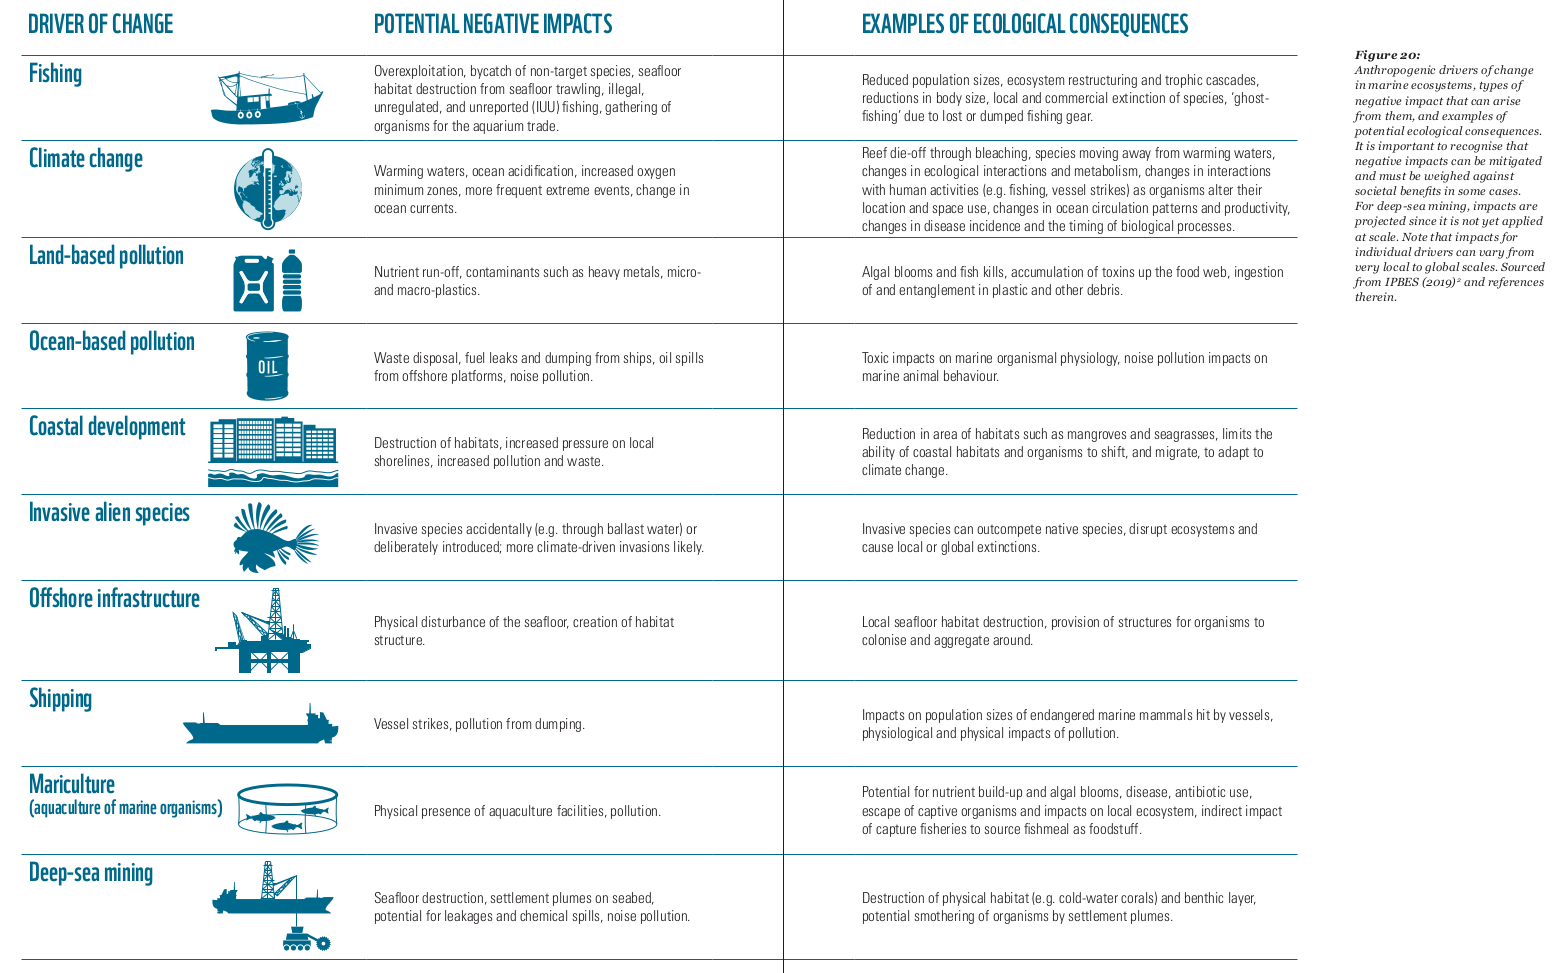 DRIVER OF CHANGE
POTENTIAL NEGATIVE IMPACTS
EXAMPLES OF ECOLOGICAL CONSEQUENCES
Fishing
Overexploitation, bycatch of non-target species, seafloor
habitat destruction from seafloor trawling, illegal,
unregulated, and unreported (IUU) fishing, gathering of
organisms for the aquarium trade.
Reduced population sizes, ecosystem restructuring and trophic cascades,
reductions in body size, local and commercial extinction of species, ‘ghost-
fishing’ due to lost or dumped fishing gear.
Climate change
Warming waters, ocean acidification, increased oxygen
minimum zones, more frequent extreme events, change in
ocean currents.
Reef die-off through bleaching, species moving away from warming waters,
changes in ecological interactions and metabolism, changes in interactions
with human activities (e.g. fishing, vessel strikes) as organisms alter their
location and space use, changes in ocean circulation patterns and productivity,
changes in disease incidence and the timing of biological processes.
Land-based pollution
Nutrient run-off, contaminants such as heavy metals, micro-
and macro-plastics.
Algal blooms and fish kills, accumulation of toxins up the food web, ingestion
of and entanglement in plastic and other debris.
Ocean-based pollution
OIL
Waste disposal, fuel leaks and dumping from ships, oil spills
from offshore platforms, noise pollution.
Toxic impacts on marine organismal physiology, noise pollution impacts on
marine animal behaviour.
Coastal development
Destruction of habitats, increased pressure on local
shorelines, increased pollution and waste.
Reduction in area of habitats such as mangroves and seagrasses, limits the
ability of coastal habitats and organisms to shift, and migrate, to adapt to
climate change.
Invasive alien species
Invasive species accidentally (e.g. through ballast water) or
deliberately introduced; more climate-driven invasions likely.
Invasive species can outcompete native species, disrupt ecosystems and
cause local or global extinctions.
Offshore infrastructure
Physical disturbance of the seafloor, creation of habitat
structure.
Local seafloor habitat destruction, provision of structures for organisms to
colonise and aggregate around.
Shipping
Vessel strikes, pollution from dumping.
Impacts on population sizes of endangered marine mammals hit by vessels,
physiological and physical impacts of pollution.
Mariculture
(aquaculture of marine organisms)
Physical presence of aquaculture facilities, pollution.
Potential for nutrient build-up and algal blooms, disease, antibiotic use,
escape of captive organisms and impacts on local ecosystem, indirect impact
of capture fisheries to source fishmeal as foodstuff.
Deep-sea mining
Seafloor destruction, settlement plumes on seabed,
potential for leakages and chemical spills, noise pollution.
Destruction of physical habitat (e.g. cold-water corals) and benthic layer,
potential smothering of organisms by settlement plumes.
Figure 20:
Anthropogenic drivers of change
in marine ecosystems, types of
negative impact that can arise
from them, and examples of
potential ecological consequences.
It is important to recognise that
negative impacts can be mitigated
and must be weighed against
societal benefits in some cases.
For deep-sea mining, impacts are
projected since it is not yet applied
at scale. Note that impacts for
individual drivers can vary from
very local to global scales. Sourced
from IPBES (2019)² and references
therein.